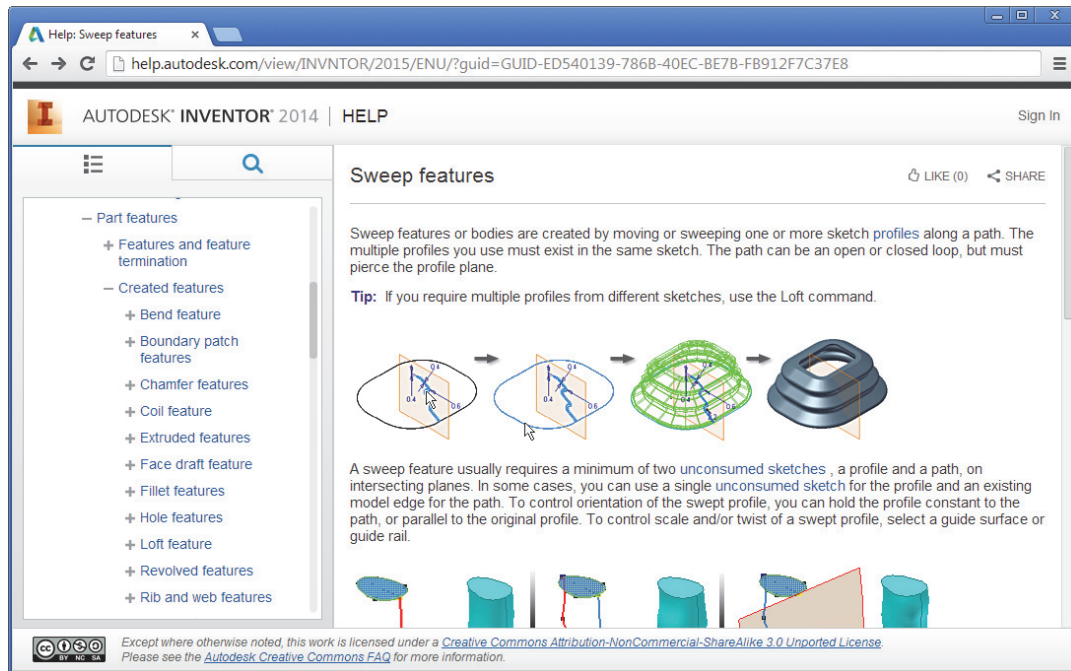 Help: Sweep features
help.autodesk.com/view/INVNTOR/2015/ENU/?guid=GUID-ED540139-786B-40EC-BE7B-FB912F7C37E8
AUTODESK® INVENTOR® 2014 | HELP
Sign In
Part features
Features and feature
termination
Created features
Bend feature
Boundary patch
features
Chamfer features
Coil feature
Extruded features
Face draft feature
Fillet features
Hole features
Loft feature
Revolved features
Rib and web features
Sweep features
LIKE (0)
SHARE
Sweep features or bodies are created by moving or sweeping one or more sketch profiles along a path. The
multiple profiles you use must exist in the same sketch. The path can be an open or closed loop, but must
pierce the profile plane.
Tip: If you require multiple profiles from different sketches, use the Loft command.
0.4
0.6
0.4
0.6
0.4
0.6
A sweep feature usually requires a minimum of two unconsumed sketches , a profile and a path, on
intersecting planes. In some cases, you can use a single unconsumed sketch for the profile and an existing
model edge for the path. To control orientation of the swept profile, you can hold the profile constant to the
path, or parallel to the original profile. To control scale and/or twist of a swept profile, select a guide surface or
guide rail.
cc
BY NC SA
Except where otherwise noted, this work is licensed under a Creative Commons Attribution-NonCommercial-ShareAlike 3.0 Unported License.
Please see the Autodesk Creative Commons FAQ for more information.